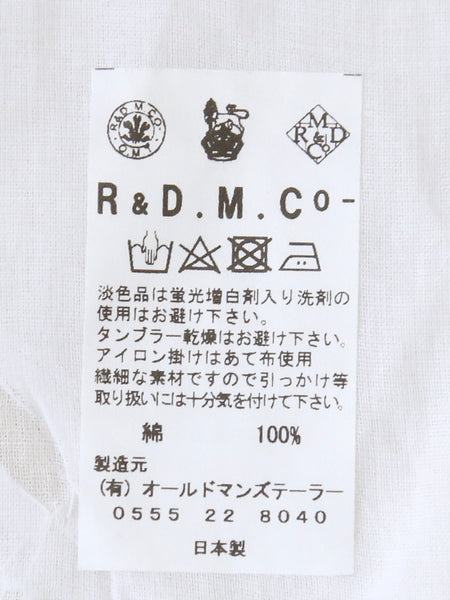 R&D.M.CO-
O.M.T
M
R&D
Co
R&D.M.Co-
淡色品は蛍光増白剤入り洗剤の
使用はお避け下さい。
タンブラー乾燥はお避け下さい。
アイロン掛けはあて布使用
繊細な素材ですので引っかけ等
取り扱いには十分気を付けて下さい。
綿 100%
製造元
(有) オールドマンズテーラー
0555 22 8040
日本製